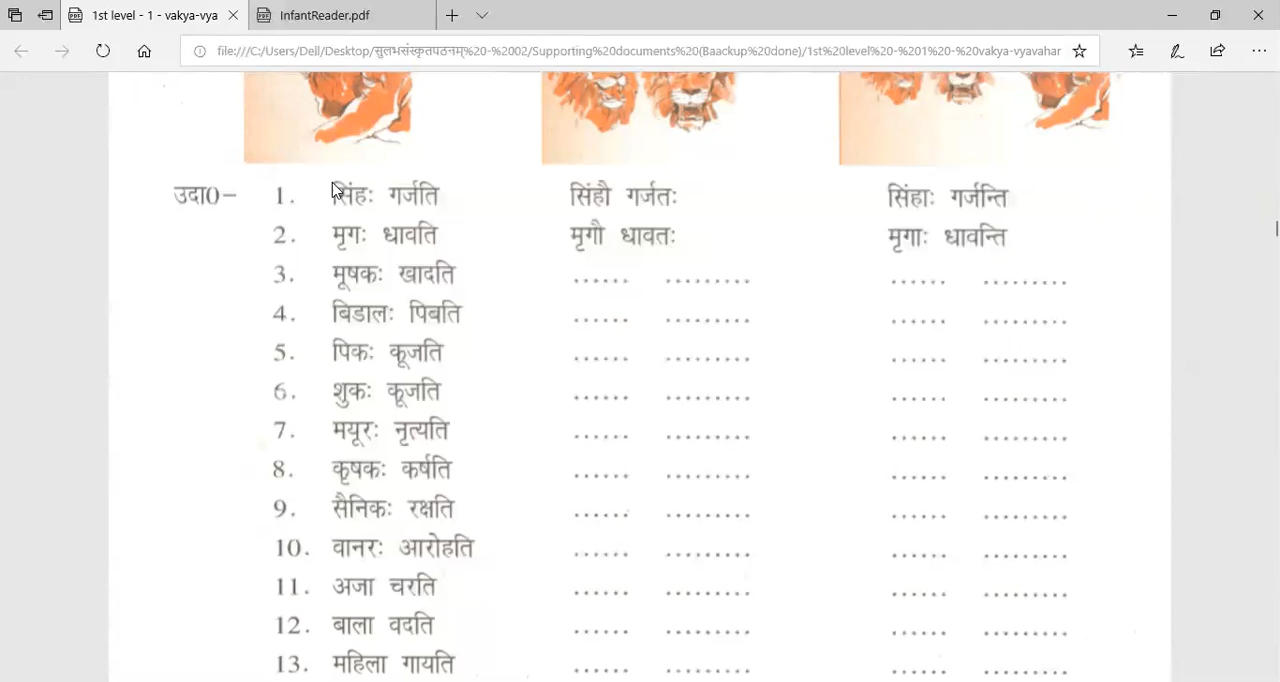 1st level - 1 - vakya-vya
InfantReader.pdf
file:///C:/Users/Dell/Desktop/सुलभसंस्कृतपठनम्%20-%2002/Supporting%20documents%20(Baackup%20done)/1st%20level%20-%201%20-%20vakya-vyavahar
उदा0– 1. सिंहः गर्जति सिंहौ गर्जतः सिंहाः गर्जन्ति
2. मृगः धावति मृगौ धावतः मृगाः धावन्ति
3. मूषकः खादति ...... ......... ...... .........
4. बिडालः पिबति ...... ......... ...... .........
5. पिकः कूजति ...... ......... ...... .........
6. शुकः कूजति ...... ......... ...... .........
7. मयूरः नृत्यति ...... ......... ...... .........
8. कृषकः कर्षति ...... ......... ...... .........
9. सैनिकः रक्षति ...... ......... ...... .........
10. वानरः आरोहति ...... ......... ...... .........
11. अजा चरति ...... ......... ...... .........
12. बाला वदति ...... ......... ...... .........
13. महिला गायति ...... ......... ...... .........